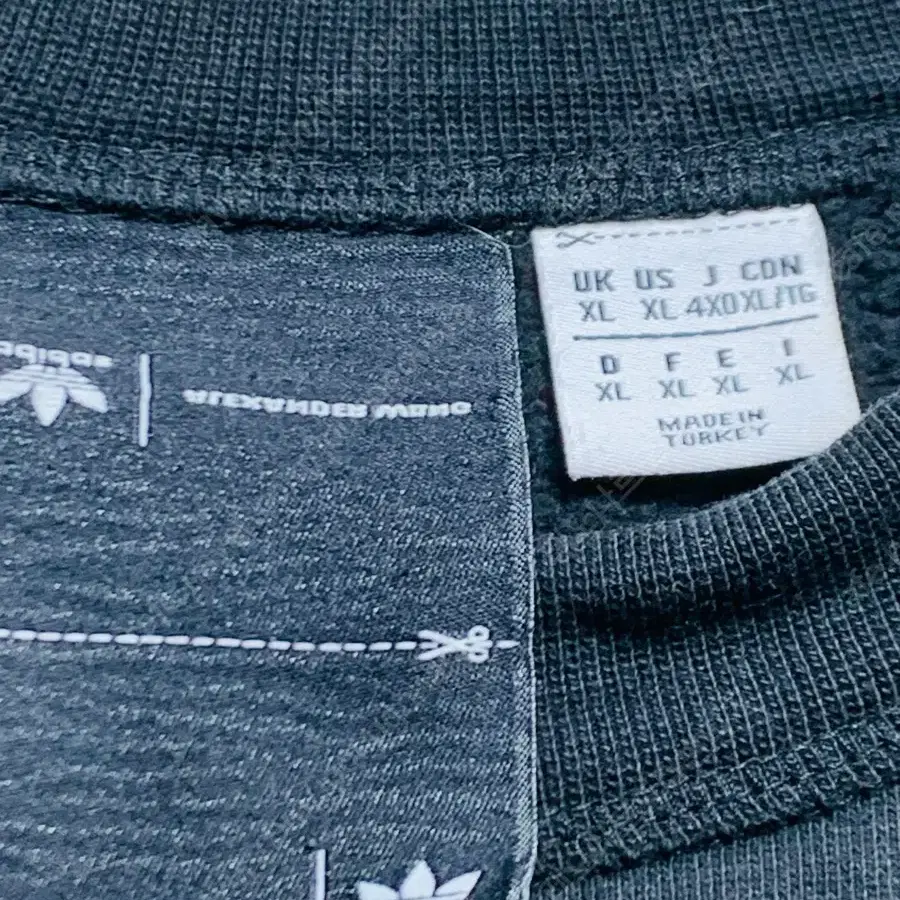 adidas
ALEXANDER WANG
UK US J CDN
XL XL 4XO XL/TG
D F E I
XL XL XL XL
MADE IN
TURKEY